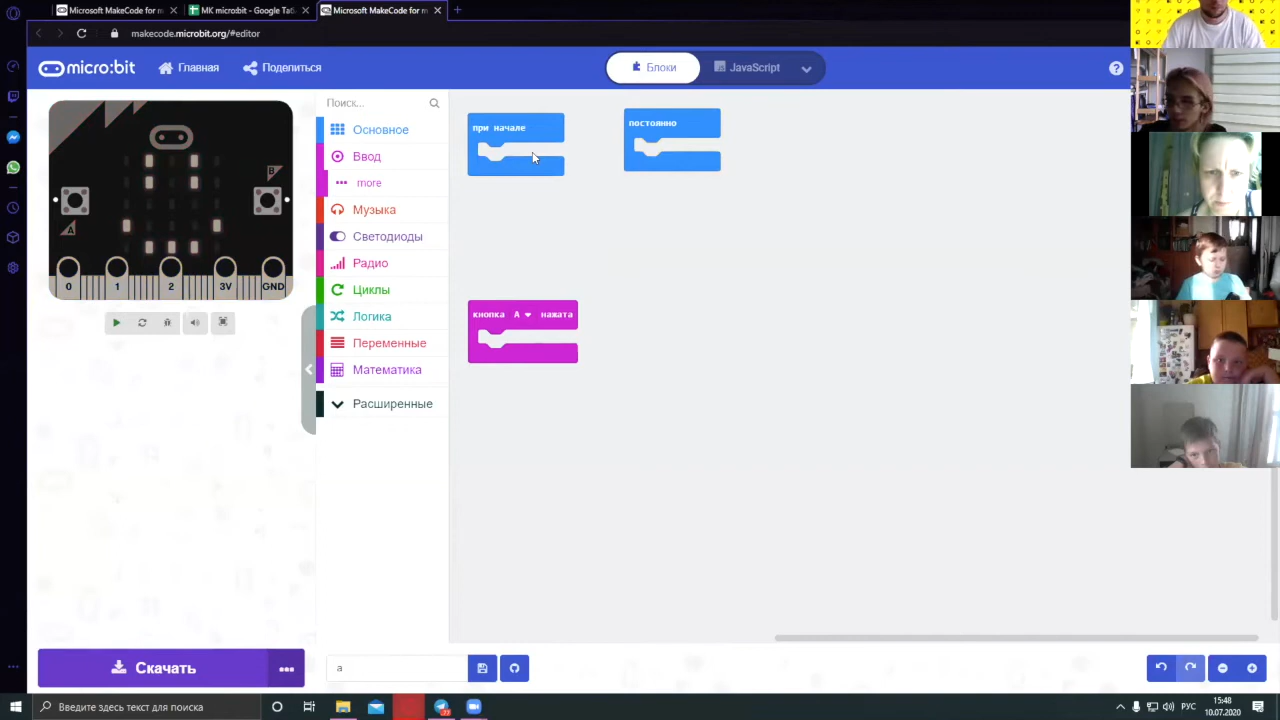 Microsoft MakeCode for m
MK microbit - Google Tab
Microsoft MakeCode for m
makecode.microbit.org/#editor
micro:bit
Главная
Поделиться
Блоки
JavaScript
?
Поиск...
Основное
Ввод
more
Музыка
Светодиоды
Радио
Циклы
Логика
Переменные
Математика
Расширенные
B
A
0
1
2
3V
GND
при начале
постоянно
кнопка A нажата
Скачать
a
Введите здесь текст для поиска
РУС
15:48
10.07.2020